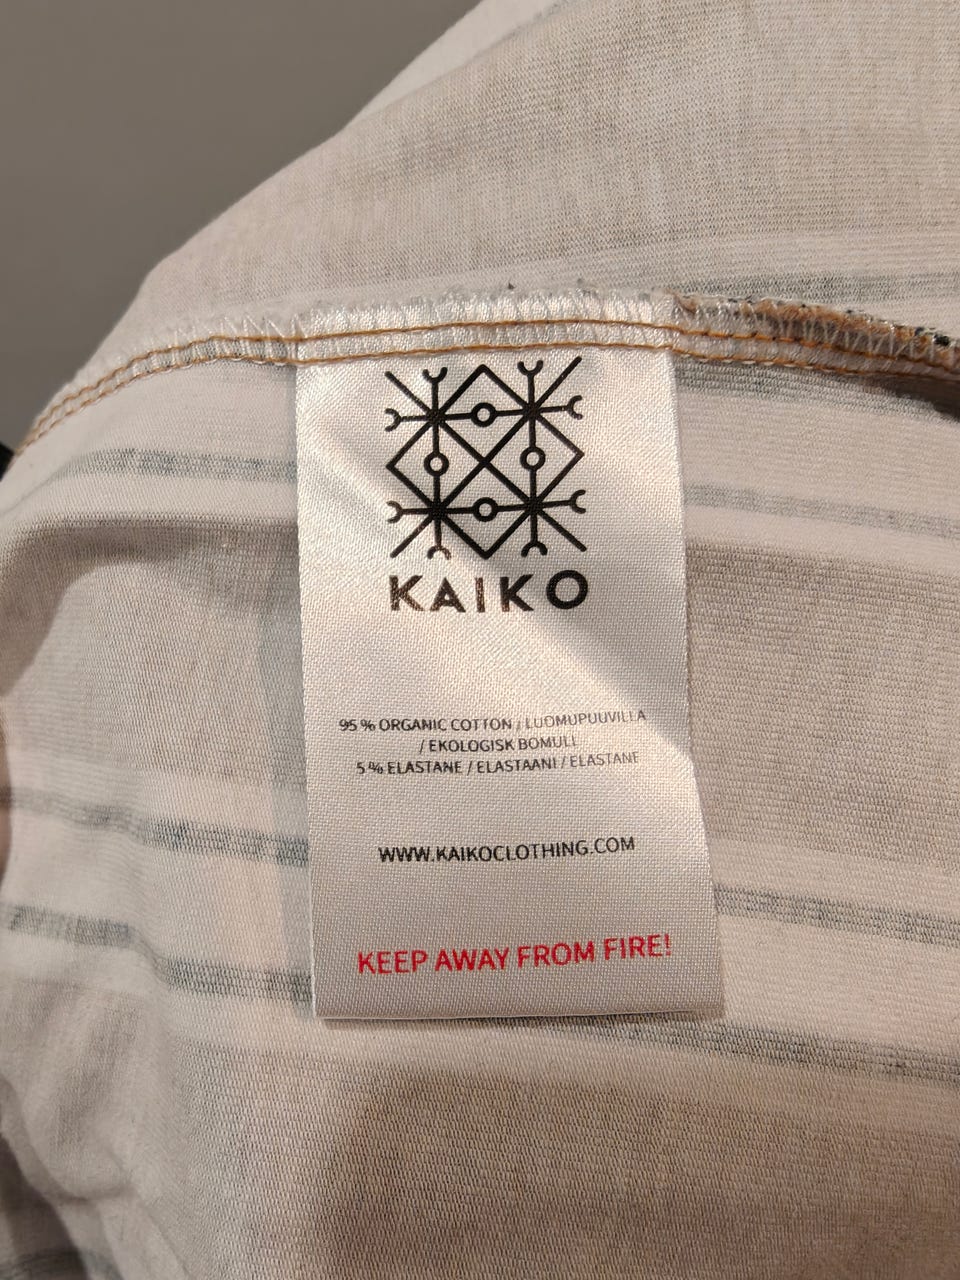 KAIKO
95 % ORGANIC COTTON / LUOMUPUUVILLA
/ EKOLOGISK BOMULL
5 % ELASTANE / ELASTAANI / ELASTANE
WWW.KAIKOCLOTHING.COM
KEEP AWAY FROM FIRE!